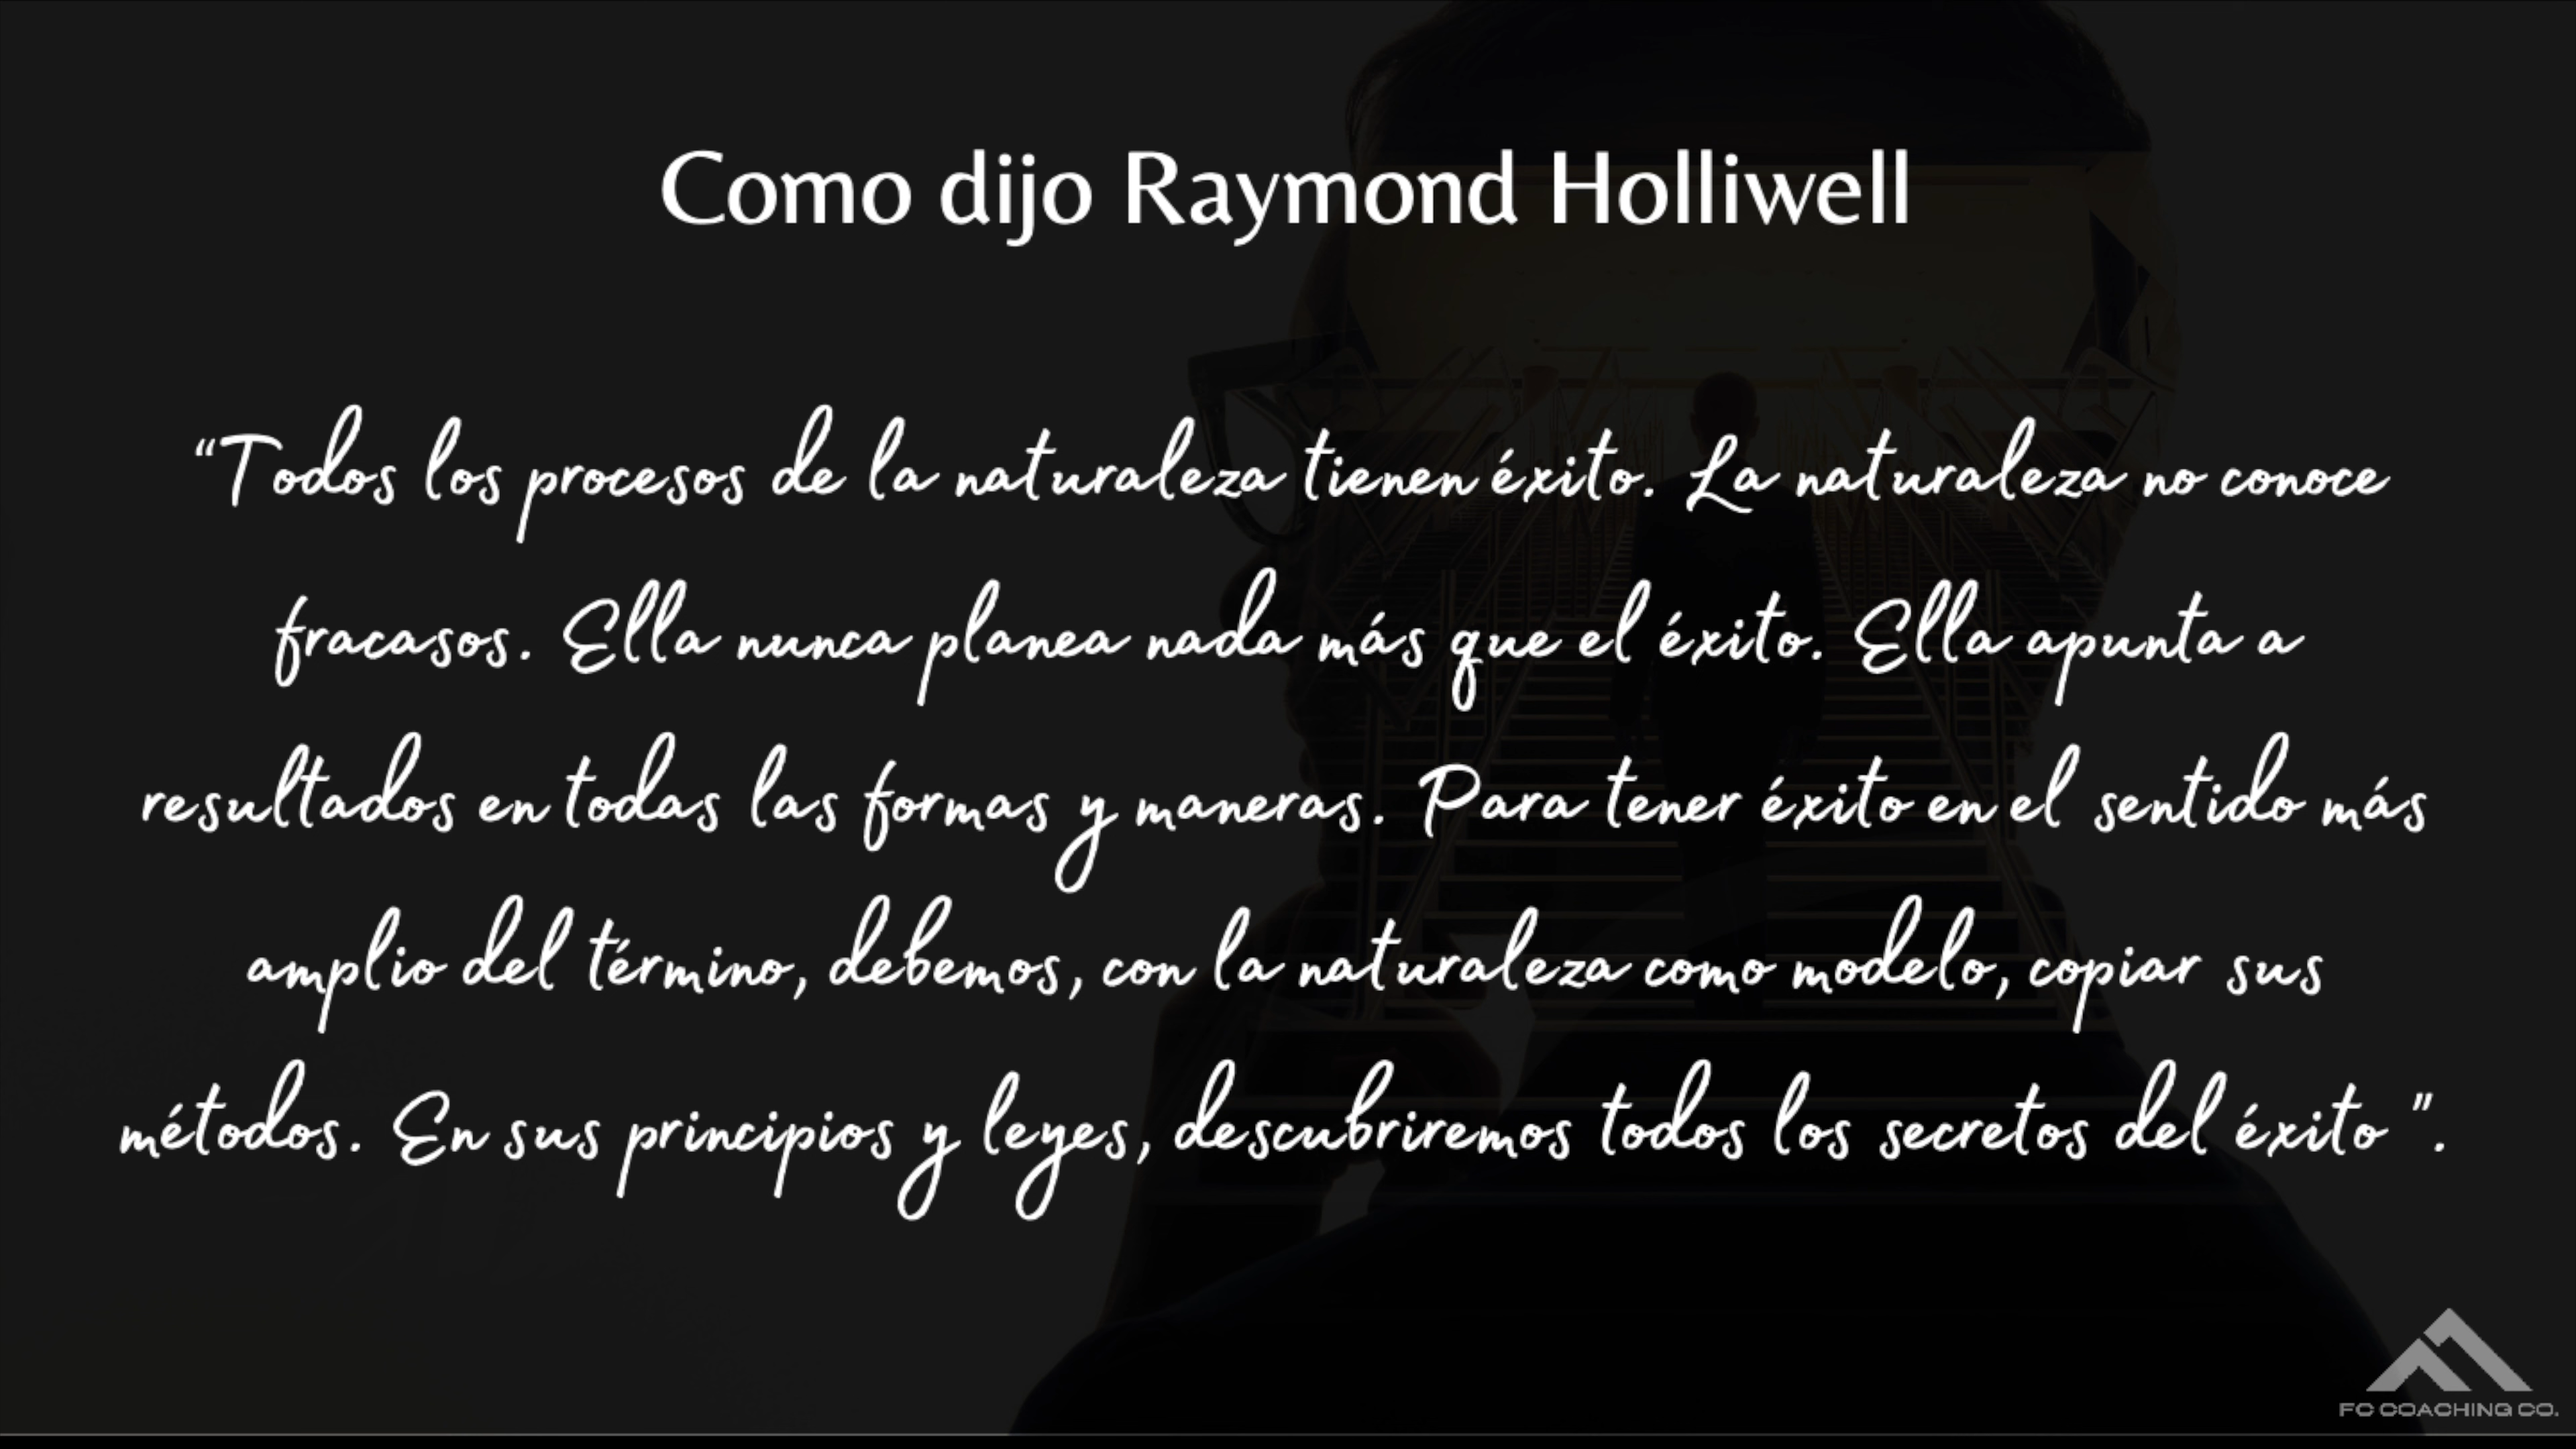 Como dijo Raymond Holliwell
“Todos los procesos de la naturaleza tienen éxito. La naturaleza no conoce
fracasos. Ella nunca planea nada más que el éxito. Ella apunta a
resultados en todas las formas y maneras. Para tener éxito en el sentido más
amplio del término, debemos, con la naturaleza como modelo, copiar sus
métodos. En sus principios y leyes, descubriremos todos los secretos del éxito ”.
FC COACHING CO.